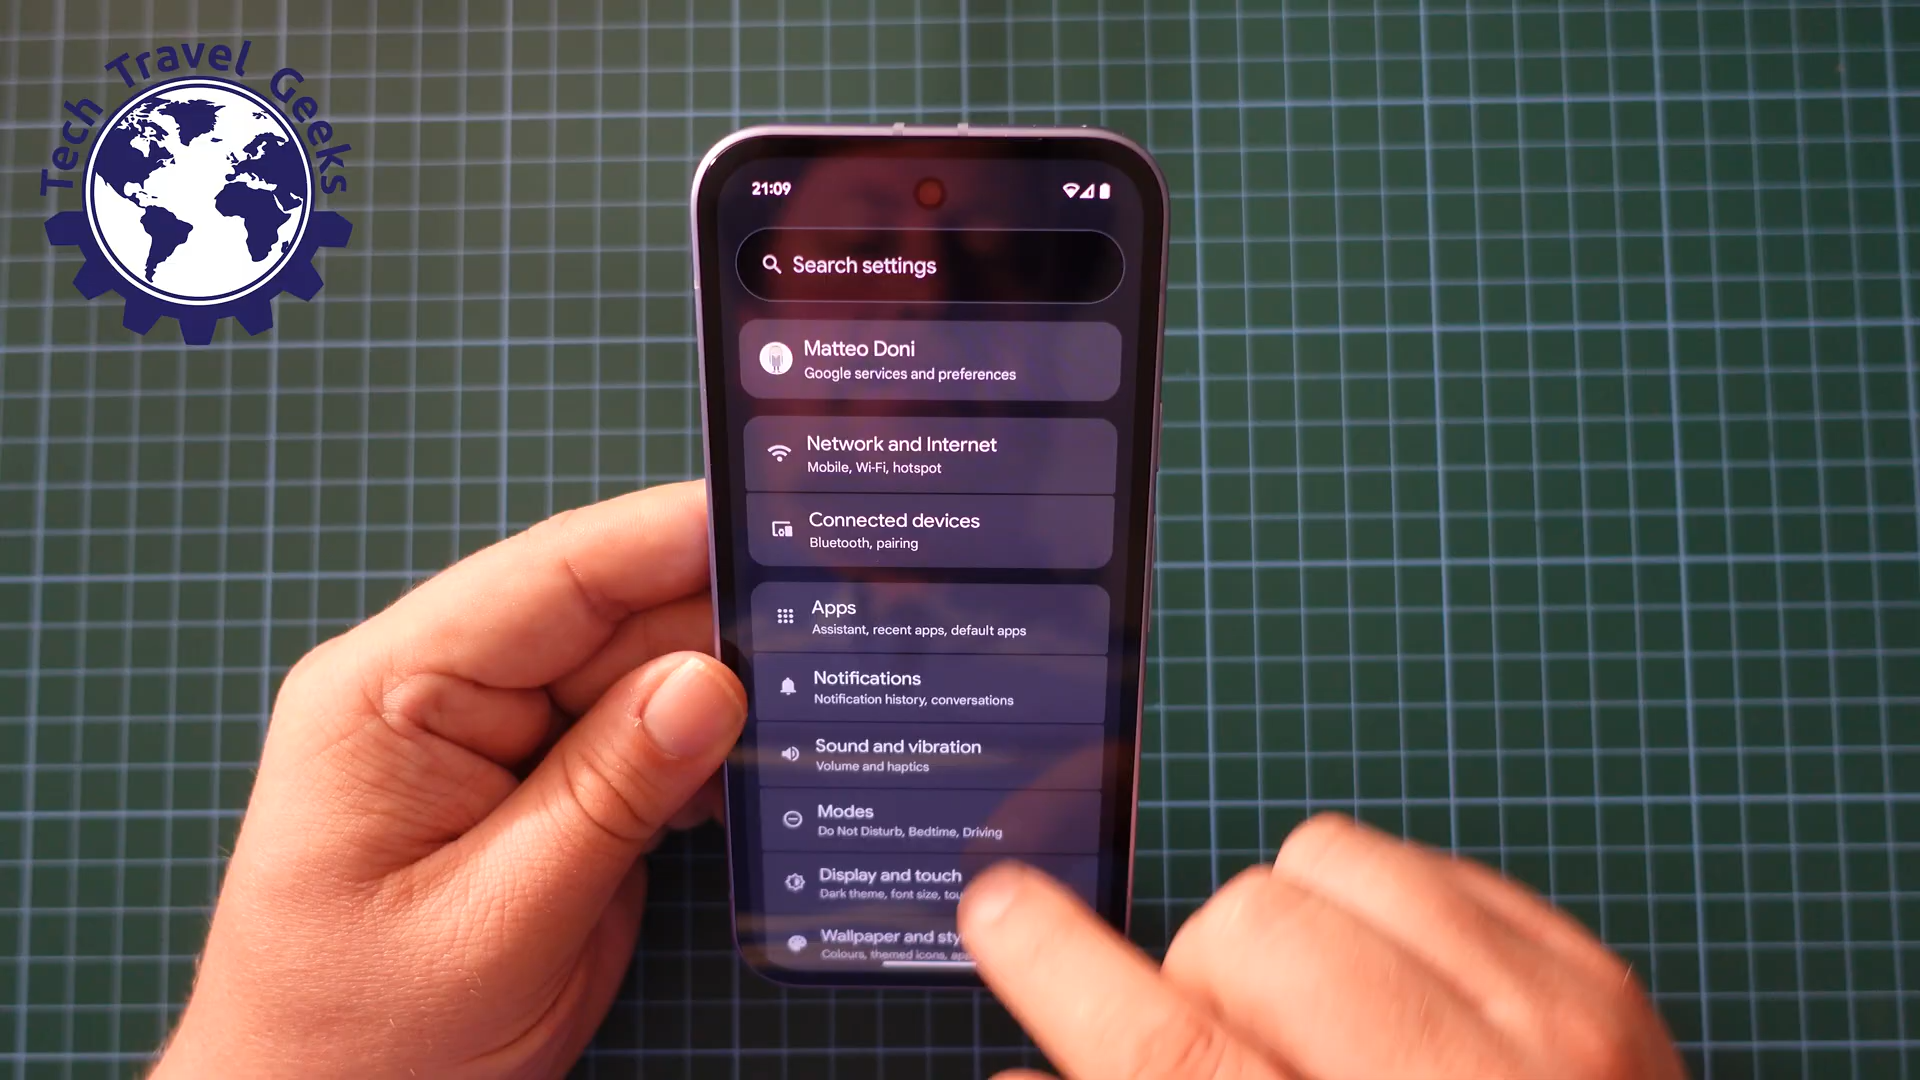 Tech Travel Geeks
21:09
Search settings
Matteo Doni
Google services and preferences
Network and Internet
Mobile, Wi-Fi, hotspot
Connected devices
Bluetooth, pairing
Apps
Assistant, recent apps, default apps
Notifications
Notification history, conversations
Sound and vibration
Volume and haptics
Modes
Do Not Disturb, Bedtime, Driving
Display and touch
Dark theme, font size,
Wallpaper and
Colours, themed icons,